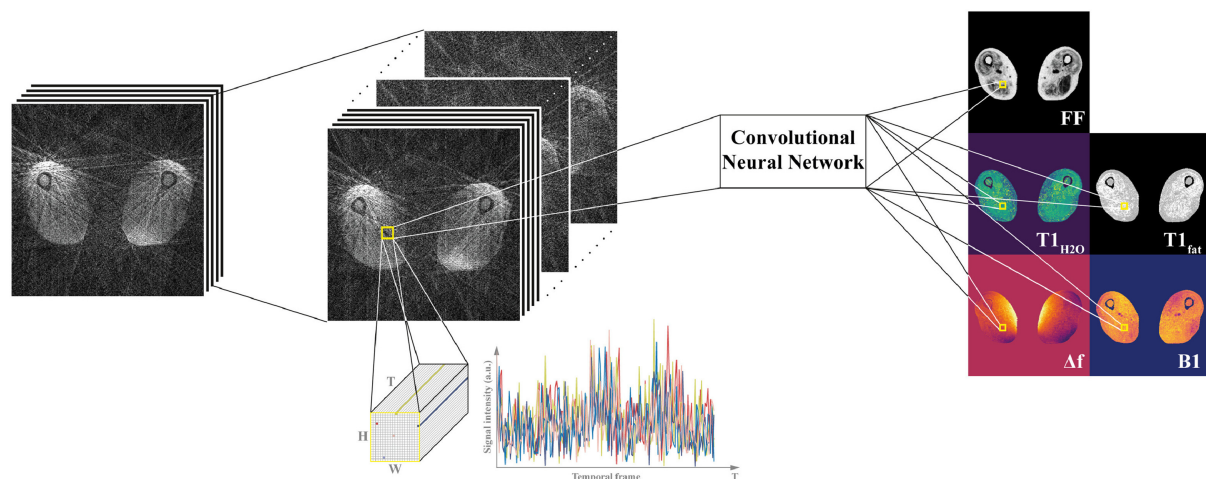 Convolutional
Neural Network
FF
T1H2O
T1fat
Δf
B1
T
H
W
Signal intensity (a.u.)
Temporal frame
T